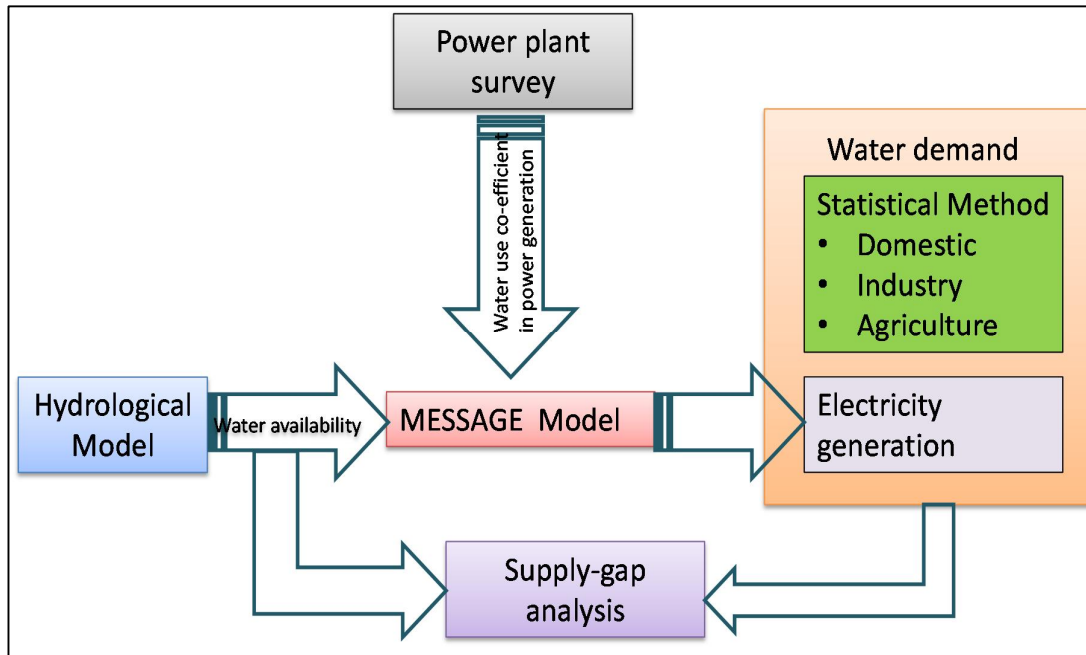 Power plant
survey
Water use co-efficient
in power generation
Water demand
Statistical Method
• Domestic
• Industry
• Agriculture
Hydrological
Model
Water availability
MESSAGE Model
Electricity
generation
Supply-gap
analysis